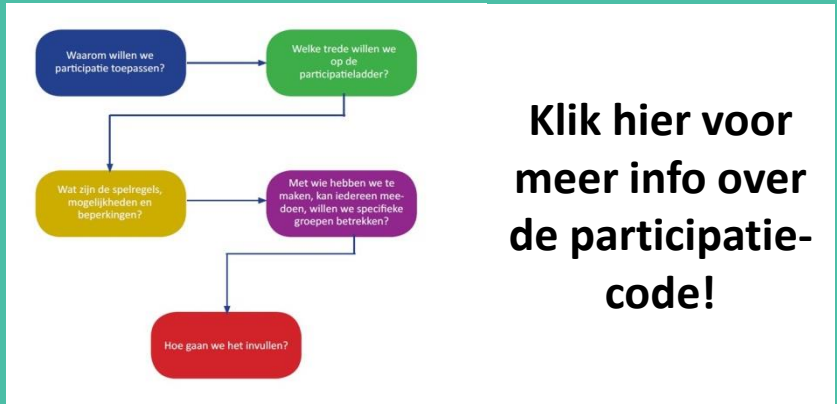 Waarom willen we
participatie toepassen?
Welke trede willen we
op de
participatieladder?
Wat zijn de spelregels,
mogelijkheden en
beperkingen?
Met wie hebben we te
maken, kan iedereen mee-
doen, willen we specifieke
groepen betrekken?
Hoe gaan we het invullen?
Klik hier voor
meer info over
de participatie-
code!